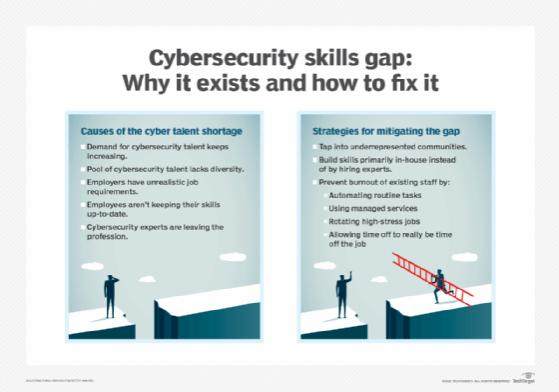 Cybersecurity skills gap:
Why it exists and how to fix it
Causes of the cyber talent shortage
Demand for cybersecurity talent keeps
increasing.
Pool of cybersecurity talent lacks diversity.
Employers have unrealistic job
requirements.
Employees aren't keeping their skills
up-to-date.
Cybersecurity experts are leaving the
profession.
Strategies for mitigating the gap
Tap into underrepresented communities.
Build skills primarily in-house instead
of by hiring experts.
Prevent burnout of existing staff by:
Automating routine tasks
Using managed services
Rotating high-stress jobs
Allowing time off to really be time
off the job
TechTarget